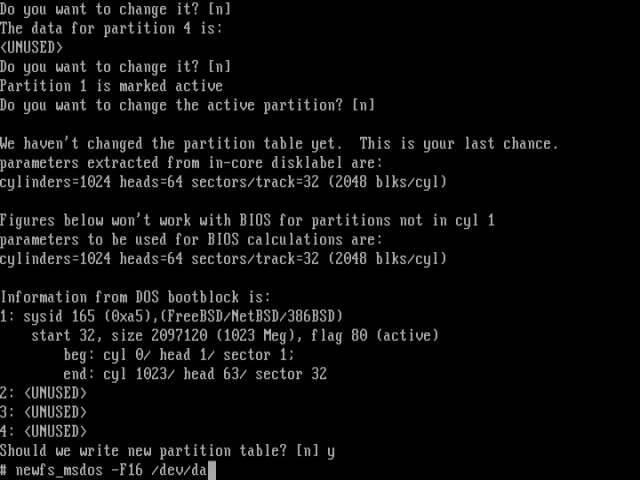 Do you want to change it? [n]
The data for partition 4 is:
<UNUSED>
Do you want to change it? [n]
Partition 1 is marked active
Do you want to change the active partition? [n]
We haven't changed the partition table yet.  This is your last chance.
parameters extracted from in-core disklabel are:
cylinders=1024 heads=64 sectors/track=32 (2048 blks/cyl)
Figures below won't work with BIOS for partitions not in cyl 1
parameters to be used for BIOS calculations are:
cylinders=1024 heads=64 sectors/track=32 (2048 blks/cyl)
Information from DOS bootblock is:
1: sysid 165 (0xa5),(FreeBSD/NetBSD/386BSD)
    start 32, size 2097120 (1023 Meg), flag 80 (active)
        beg: cyl 0/ head 1/ sector 1;
        end: cyl 1023/ head 63/ sector 32
2: <UNUSED>
3: <UNUSED>
4: <UNUSED>
Should we write new partition table? [n] y
# newfs_msdos -F16 /dev/da